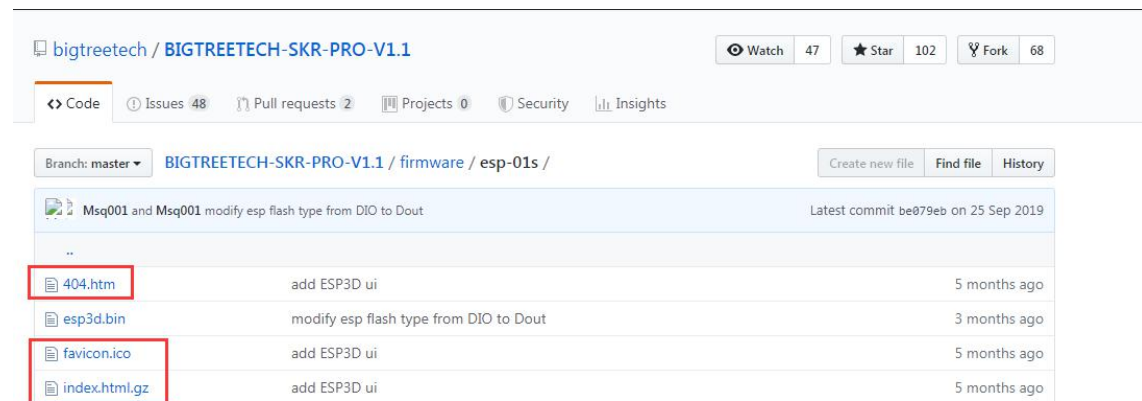 bigtreetech / BIGTREETECH-SKR-PRO-V1.1 Watch 47 Star 102 Fork 68
Code Issues 48 Pull requests 2 Projects 0 Security Insights
Branch: master BIGTREETECH-SKR-PRO-V1.1 / firmware / esp-01s / Create new file Find file History
Msq001 and Msq001 modify esp flash type from DIO to Dout Latest commit be079eb on 25 Sep 2019
..
404.htm add ESP3D ui 5 months ago
esp3d.bin modify esp flash type from DIO to Dout 3 months ago
favicon.ico add ESP3D ui 5 months ago
index.html.gz add ESP3D ui 5 months ago